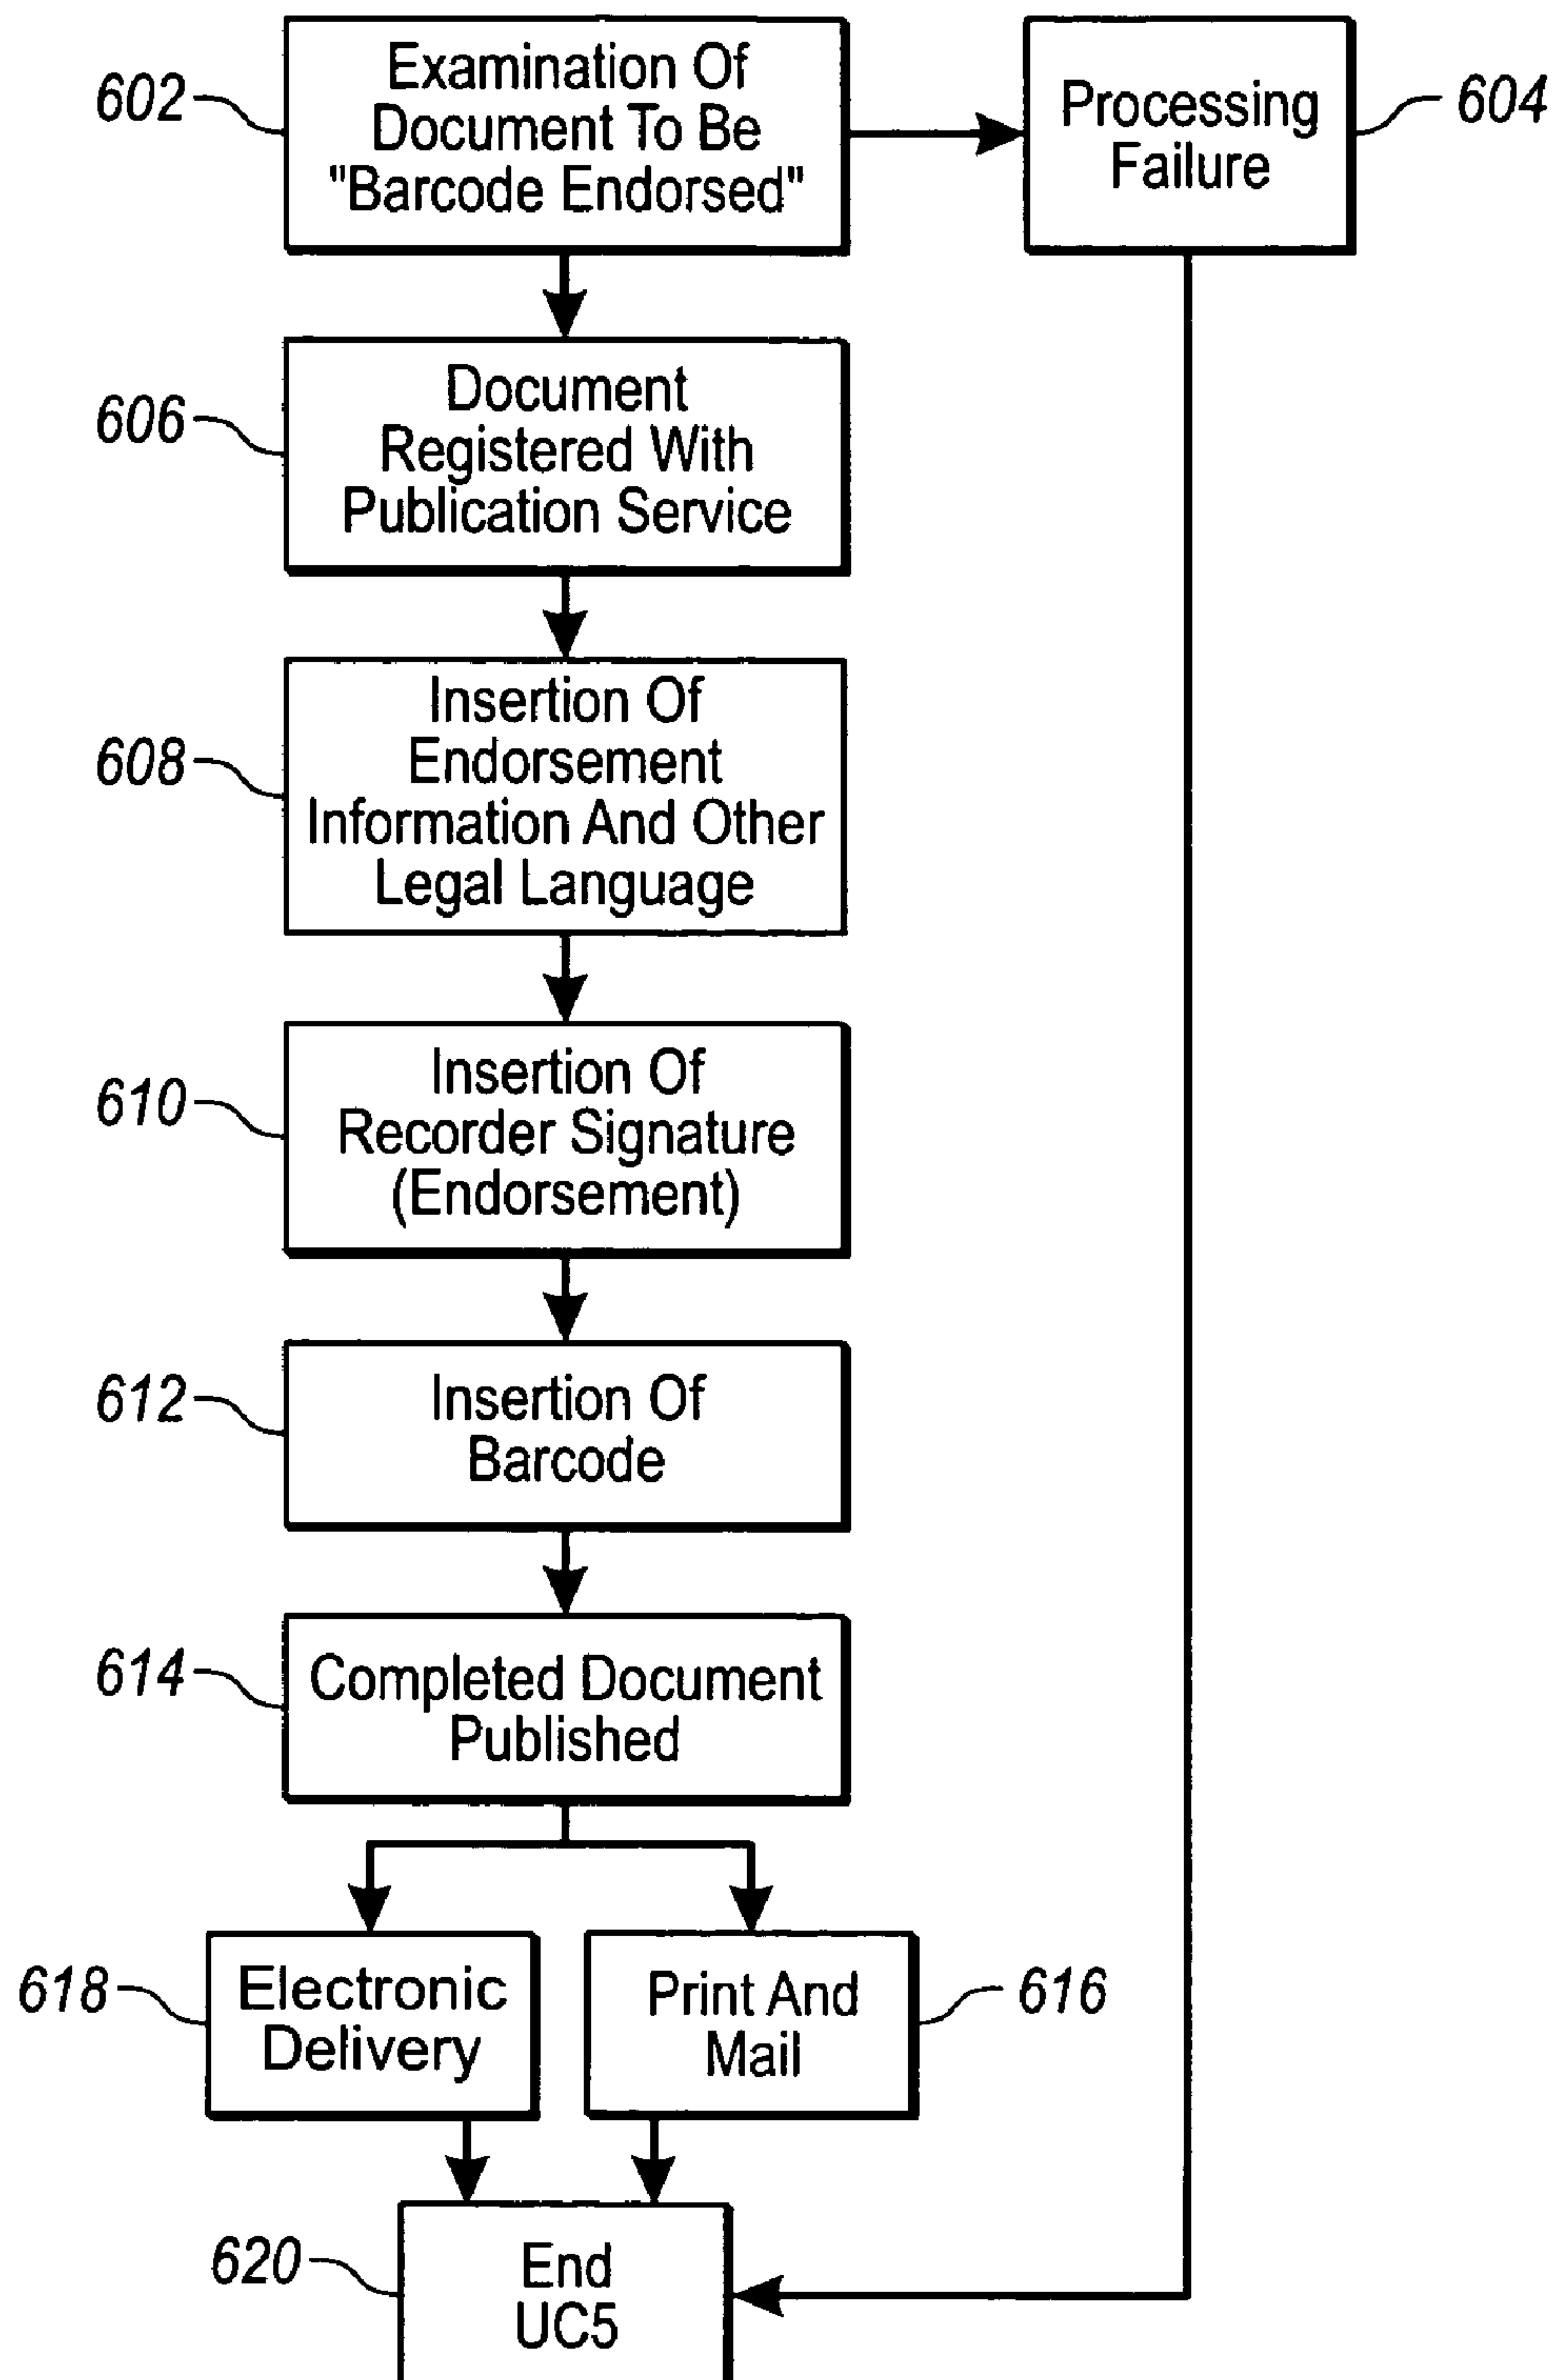 602
Examination Of
Document To Be
"Barcode Endorsed"
Processing
Failure
604
606
Document
Registered With
Publication Service
608
Insertion Of
Endorsement
Information And Other
Legal Language
610
Insertion Of
Recorder Signature
(Endorsement)
612
Insertion Of
Barcode
614
Completed Document
Published
618
Electronic
Delivery
Print And
Mail
616
620
End
UC5